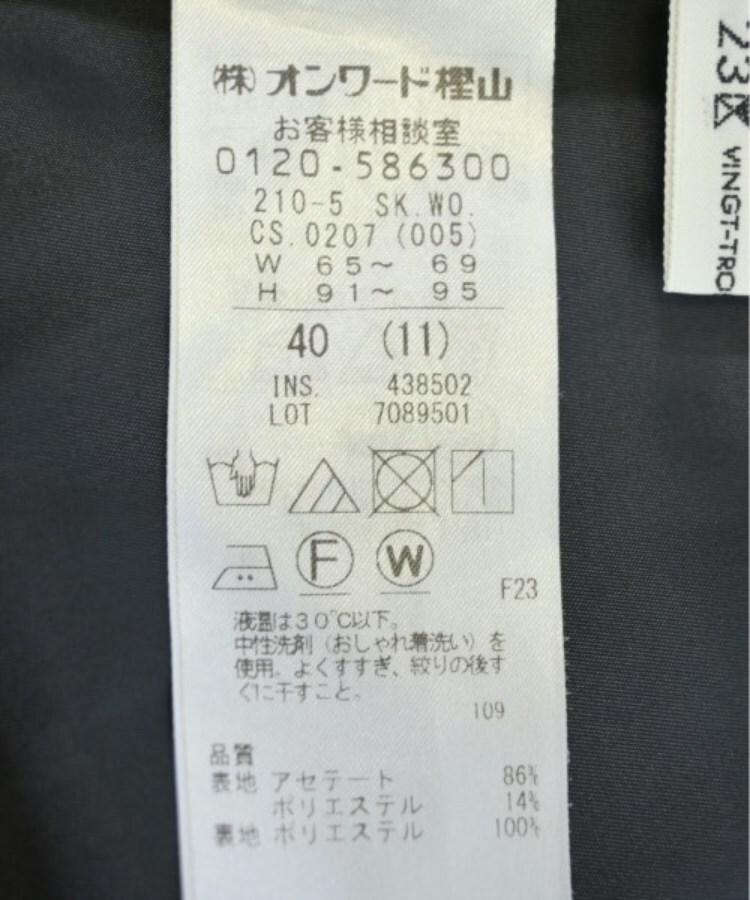 (株)オンワード樫山
お客様相談室
0120-586300
210-5 SK.WO.
CS.0207 (005)
W 65～ 69
H 91～ 95
40 (11)
INS. 438502
LOT 7089501
F
W
F23
液温は30℃以下。
中性洗剤(おしゃれ着洗い)を
使用。よくすすぎ、絞りの後す
ぐに干すこと。
109
品質
表地 アセテート 86%
ポリエステル 14%
裏地 ポリエステル 100%
23
VINGT-TRO